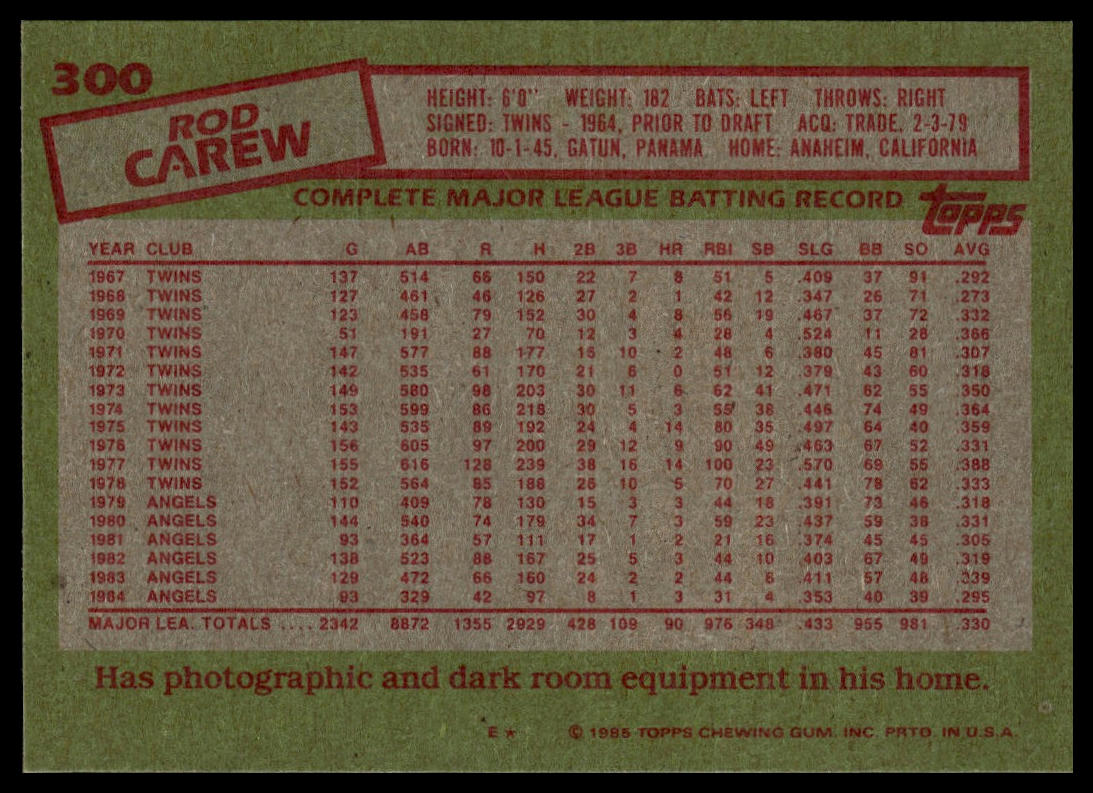 300
ROD
CAREW
HEIGHT: 6'0" WEIGHT: 182 BATS: LEFT THROWS: RIGHT
SIGNED: TWINS - 1964, PRIOR TO DRAFT ACQ: TRADE, 2-3-79
BORN: 10-1-45, GATUN, PANAMA HOME: ANAHEIM, CALIFORNIA
COMPLETE MAJOR LEAGUE BATTING RECORD
topps
YEAR CLUB G AB R H 2B 3B HR RBI SB SLG BB SO AVG
1967 TWINS 137 514 66 150 22 7 8 51 5 .409 37 91 .292
1968 TWINS 127 461 46 126 27 2 1 42 12 .347 26 71 .273
1969 TWINS 123 458 79 152 30 4 8 56 19 .467 37 72 .332
1970 TWINS 51 191 27 70 12 3 4 28 4 .524 11 28 .366
1971 TWINS 147 577 88 177 16 10 2 48 6 .380 45 81 .307
1972 TWINS 142 535 61 170 21 6 0 51 12 .379 43 60 .318
1973 TWINS 149 580 98 203 30 11 6 62 41 .471 62 55 .350
1974 TWINS 153 599 86 218 30 5 3 55 38 .446 74 49 .364
1975 TWINS 143 535 89 192 24 4 14 80 35 .497 64 40 .359
1976 TWINS 156 605 97 200 29 12 9 90 49 .463 67 52 .331
1977 TWINS 155 616 128 239 38 16 14 100 23 .570 69 55 .388
1978 TWINS 152 564 85 188 26 10 5 70 27 .441 78 62 .333
1979 ANGELS 110 409 78 130 15 3 3 44 18 .391 73 46 .318
1980 ANGELS 144 540 74 179 34 7 3 59 23 .437 59 38 .331
1981 ANGELS 93 364 57 111 17 1 2 21 16 .374 45 45 .305
1982 ANGELS 138 523 88 167 25 5 3 44 10 .403 67 49 .319
1983 ANGELS 129 472 66 160 24 2 2 44 6 .411 57 48 .339
1984 ANGELS 93 329 42 97 8 1 3 31 4 .353 40 39 .295
MAJOR LEA. TOTALS .... 2342 8872 1355 2929 428 109 90 976 348 .433 955 981 .330
Has photographic and dark room equipment in his home.
E★ © 1985 TOPPS CHEWING GUM. INC. PRTD. IN U.S.A.